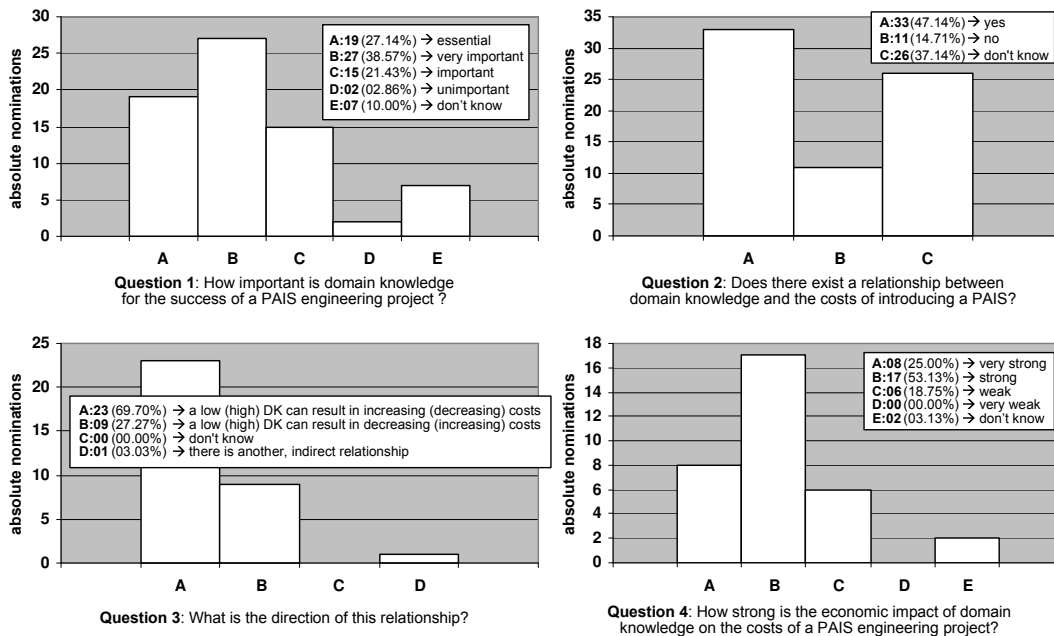 absolute nominations
30
25
20
15
10
5
0
A:19 (27.14%) → essential
B:27 (38.57%) → very important
C:15 (21.43%) → important
D:02 (02.86%) → unimportant
E:07 (10.00%) → don't know
A B C D E
Question 1: How important is domain knowledge
for the success of a PAIS engineering project ?
absolute nominations
35
30
25
20
15
10
5
0
A:33 (47.14%) → yes
B:11 (14.71%) → no
C:26 (37.14%) → don't know
A B C
Question 2: Does there exist a relationship between
domain knowledge and the costs of introducing a PAIS?
absolute nominations
25
20
15
10
5
0
A:23 (69.70%) → a low (high) DK can result in increasing (decreasing) costs
B:09 (27.27%) → a low (high) DK can result in decreasing (increasing) costs
C:00 (00.00%) → don't know
D:01 (03.03%) → there is another, indirect relationship
A B C D
Question 3: What is the direction of this relationship?
absolute nominations
18
16
14
12
10
8
6
4
2
0
A:08 (25.00%) → very strong
B:17 (53.13%) → strong
C:06 (18.75%) → weak
D:00 (00.00%) → very weak
E:02 (03.13%) → don't know
A B C D E
Question 4: How strong is the economic impact of domain
knowledge on the costs of a PAIS engineering project?